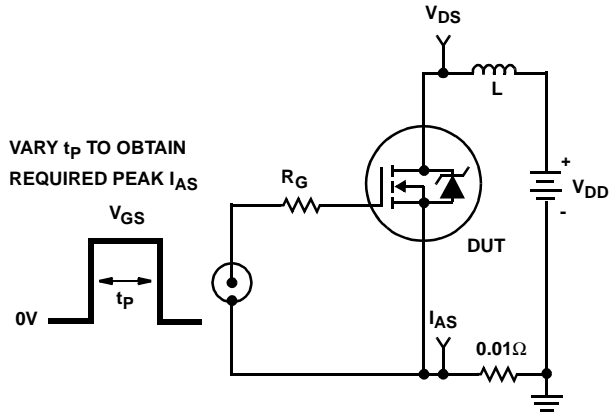 VDS
L
VARY tP TO OBTAIN
REQUIRED PEAK IAS
RG
+
VDD
-
VGS
DUT
tP
0V
IAS
0.01Ω